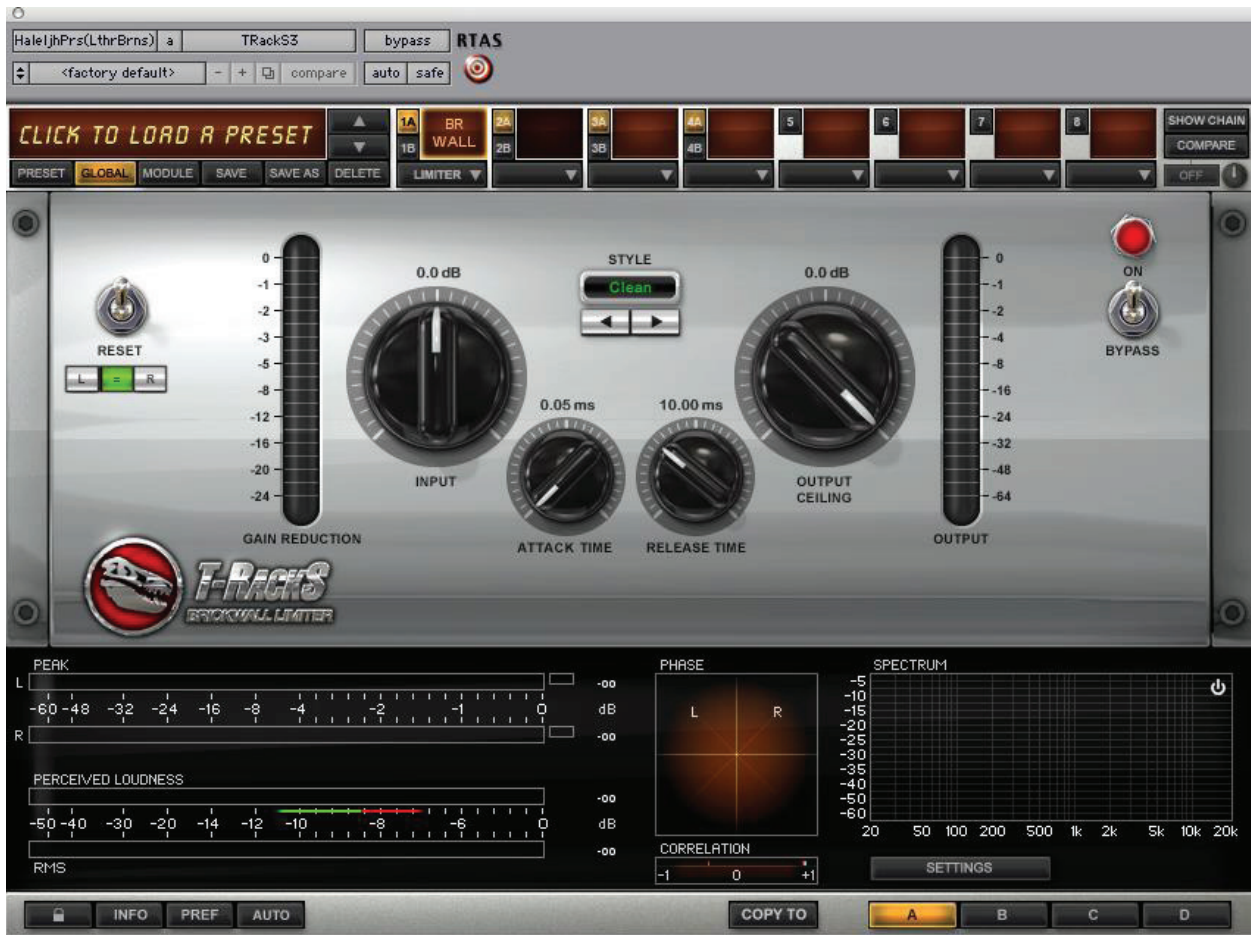 HaleIjhPrs(LthrBrns) a TRackS3 bypass RTAS
<factory default> - + compare auto safe
CLICK TO LOAD A PRESET
1A BR WALL 2A 3A 4A 5 6 7 8 SHOW CHAIN
1B 2B 3B 4B COMPARE
PRESET GLOBAL MODULE SAVE SAVE AS DELETE LIMITER OFF
RESET
L = R
0
-1
-2
-3
-5
-8
-12
-16
-20
-24
GAIN REDUCTION
0.0 dB
INPUT
STYLE
Clean
0.05 ms
ATTACK TIME
10.00 ms
RELEASE TIME
0.0 dB
OUTPUT
CEILING
0
-1
-2
-4
-8
-16
-24
-32
-48
-64
OUTPUT
ON
BYPASS
T-RackS
BRICKWALL LIMITER
PEAK
L -oo
-60 -48 -32 -24 -16 -8 -4 -2 -1 0 dB
R -oo
PERCEIVED LOUDNESS
-oo
-50 -40 -30 -20 -14 -12 -10 -8 -6 0 dB
-oo
RMS
PHASE
L R
CORRELATION
-1 0 +1
SPECTRUM
-5
-10
-15
-20
-25
-30
-35
-40
-50
-60
20 50 100 200 500 1k 2k 5k 10k 20k
SETTINGS
INFO PREF AUTO COPY TO A B C D